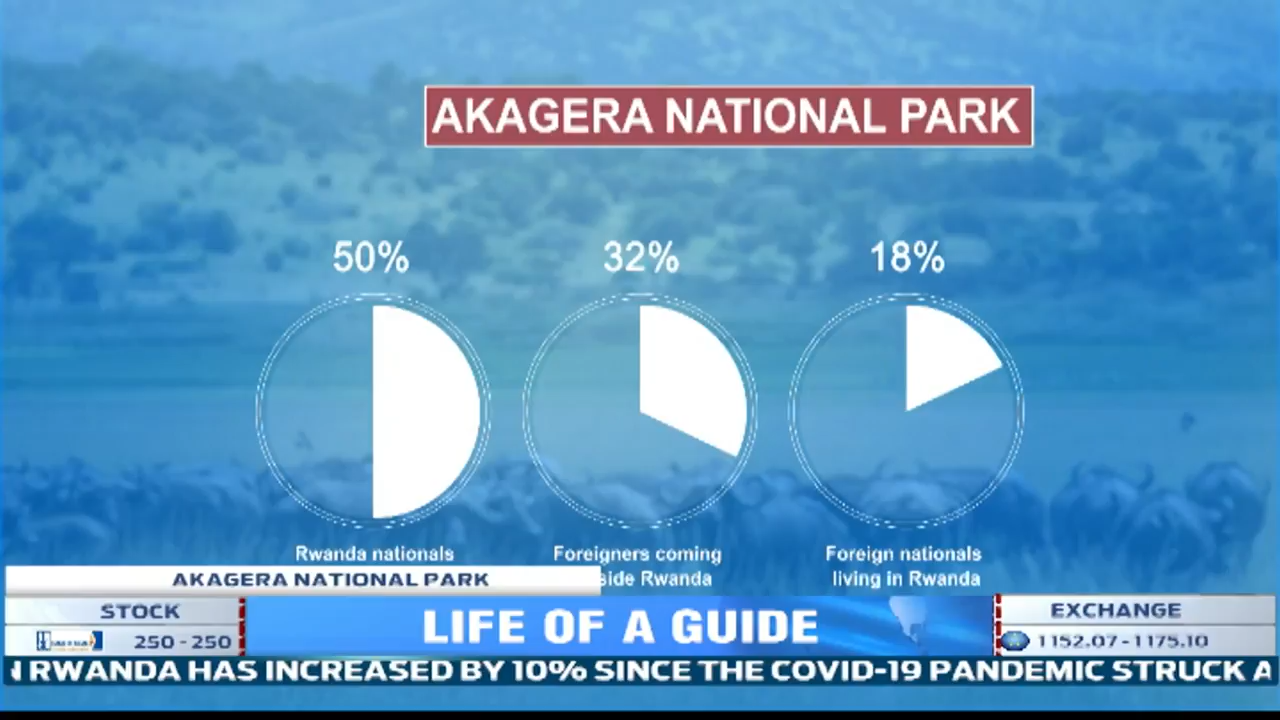 AKAGERA NATIONAL PARK
50%
32%
18%
Rwanda nationals
Foreigners coming
side Rwanda
Foreign nationals
living in Rwanda
AKAGERA NATIONAL PARK
STOCK
250 - 250
LIFE OF A GUIDE
EXCHANGE
1152.07 - 1175.10
RWANDA HAS INCREASED BY 10% SINCE THE COVID-19 PANDEMIC STRUCK A